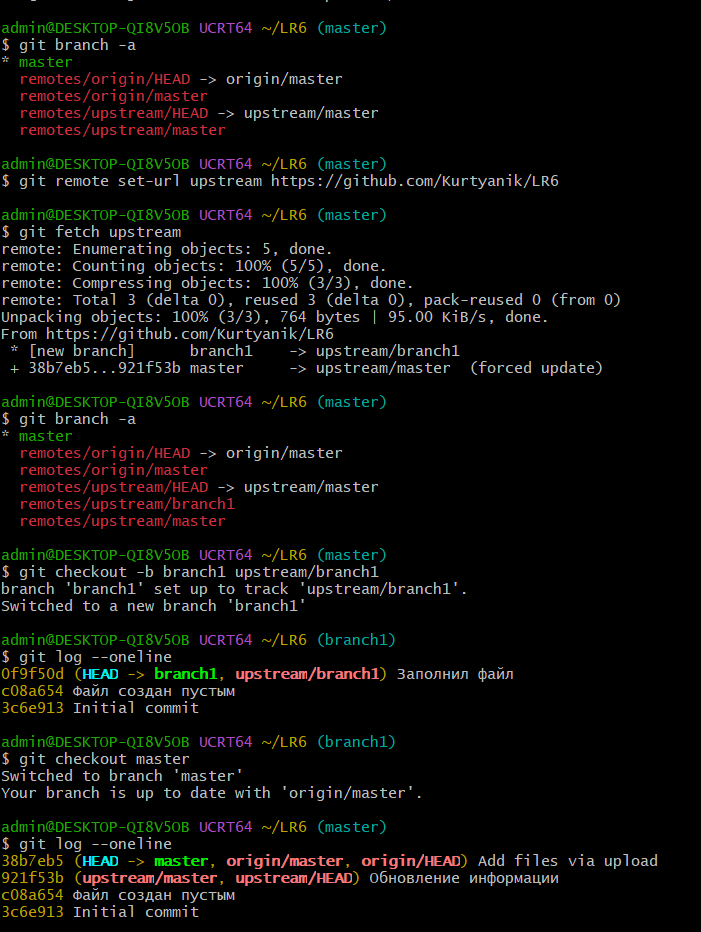 admin@DESKTOP-QI8V5OB UCRT64 ~/LR6 (master)
$ git branch -a
* master
  remotes/origin/HEAD -> origin/master
  remotes/origin/master
  remotes/upstream/HEAD -> upstream/master
  remotes/upstream/master

admin@DESKTOP-QI8V5OB UCRT64 ~/LR6 (master)
$ git remote set-url upstream https://github.com/Kurtyanik/LR6

admin@DESKTOP-QI8V5OB UCRT64 ~/LR6 (master)
$ git fetch upstream
remote: Enumerating objects: 5, done.
remote: Counting objects: 100% (5/5), done.
remote: Compressing objects: 100% (3/3), done.
remote: Total 3 (delta 0), reused 3 (delta 0), pack-reused 0 (from 0)
Unpacking objects: 100% (3/3), 764 bytes | 95.00 KiB/s, done.
From https://github.com/Kurtyanik/LR6
 * [new branch]      branch1    -> upstream/branch1
 + 38b7eb5...921f53b master     -> upstream/master  (forced update)

admin@DESKTOP-QI8V5OB UCRT64 ~/LR6 (master)
$ git branch -a
* master
  remotes/origin/HEAD -> origin/master
  remotes/origin/master
  remotes/upstream/HEAD -> upstream/master
  remotes/upstream/branch1
  remotes/upstream/master

admin@DESKTOP-QI8V5OB UCRT64 ~/LR6 (master)
$ git checkout -b branch1 upstream/branch1
branch 'branch1' set up to track 'upstream/branch1'.
Switched to a new branch 'branch1'

admin@DESKTOP-QI8V5OB UCRT64 ~/LR6 (branch1)
$ git log --oneline
0f9f50d (HEAD -> branch1, upstream/branch1) Заполнил файл
c08a654 Файл создан пустым
3c6e913 Initial commit

admin@DESKTOP-QI8V5OB UCRT64 ~/LR6 (branch1)
$ git checkout master
Switched to branch 'master'
Your branch is up to date with 'origin/master'.

admin@DESKTOP-QI8V5OB UCRT64 ~/LR6 (master)
$ git log --oneline
38b7eb5 (HEAD -> master, origin/master, origin/HEAD) Add files via upload
921f53b (upstream/master, upstream/HEAD) Обновление информации
c08a654 Файл создан пустым
3c6e913 Initial commit